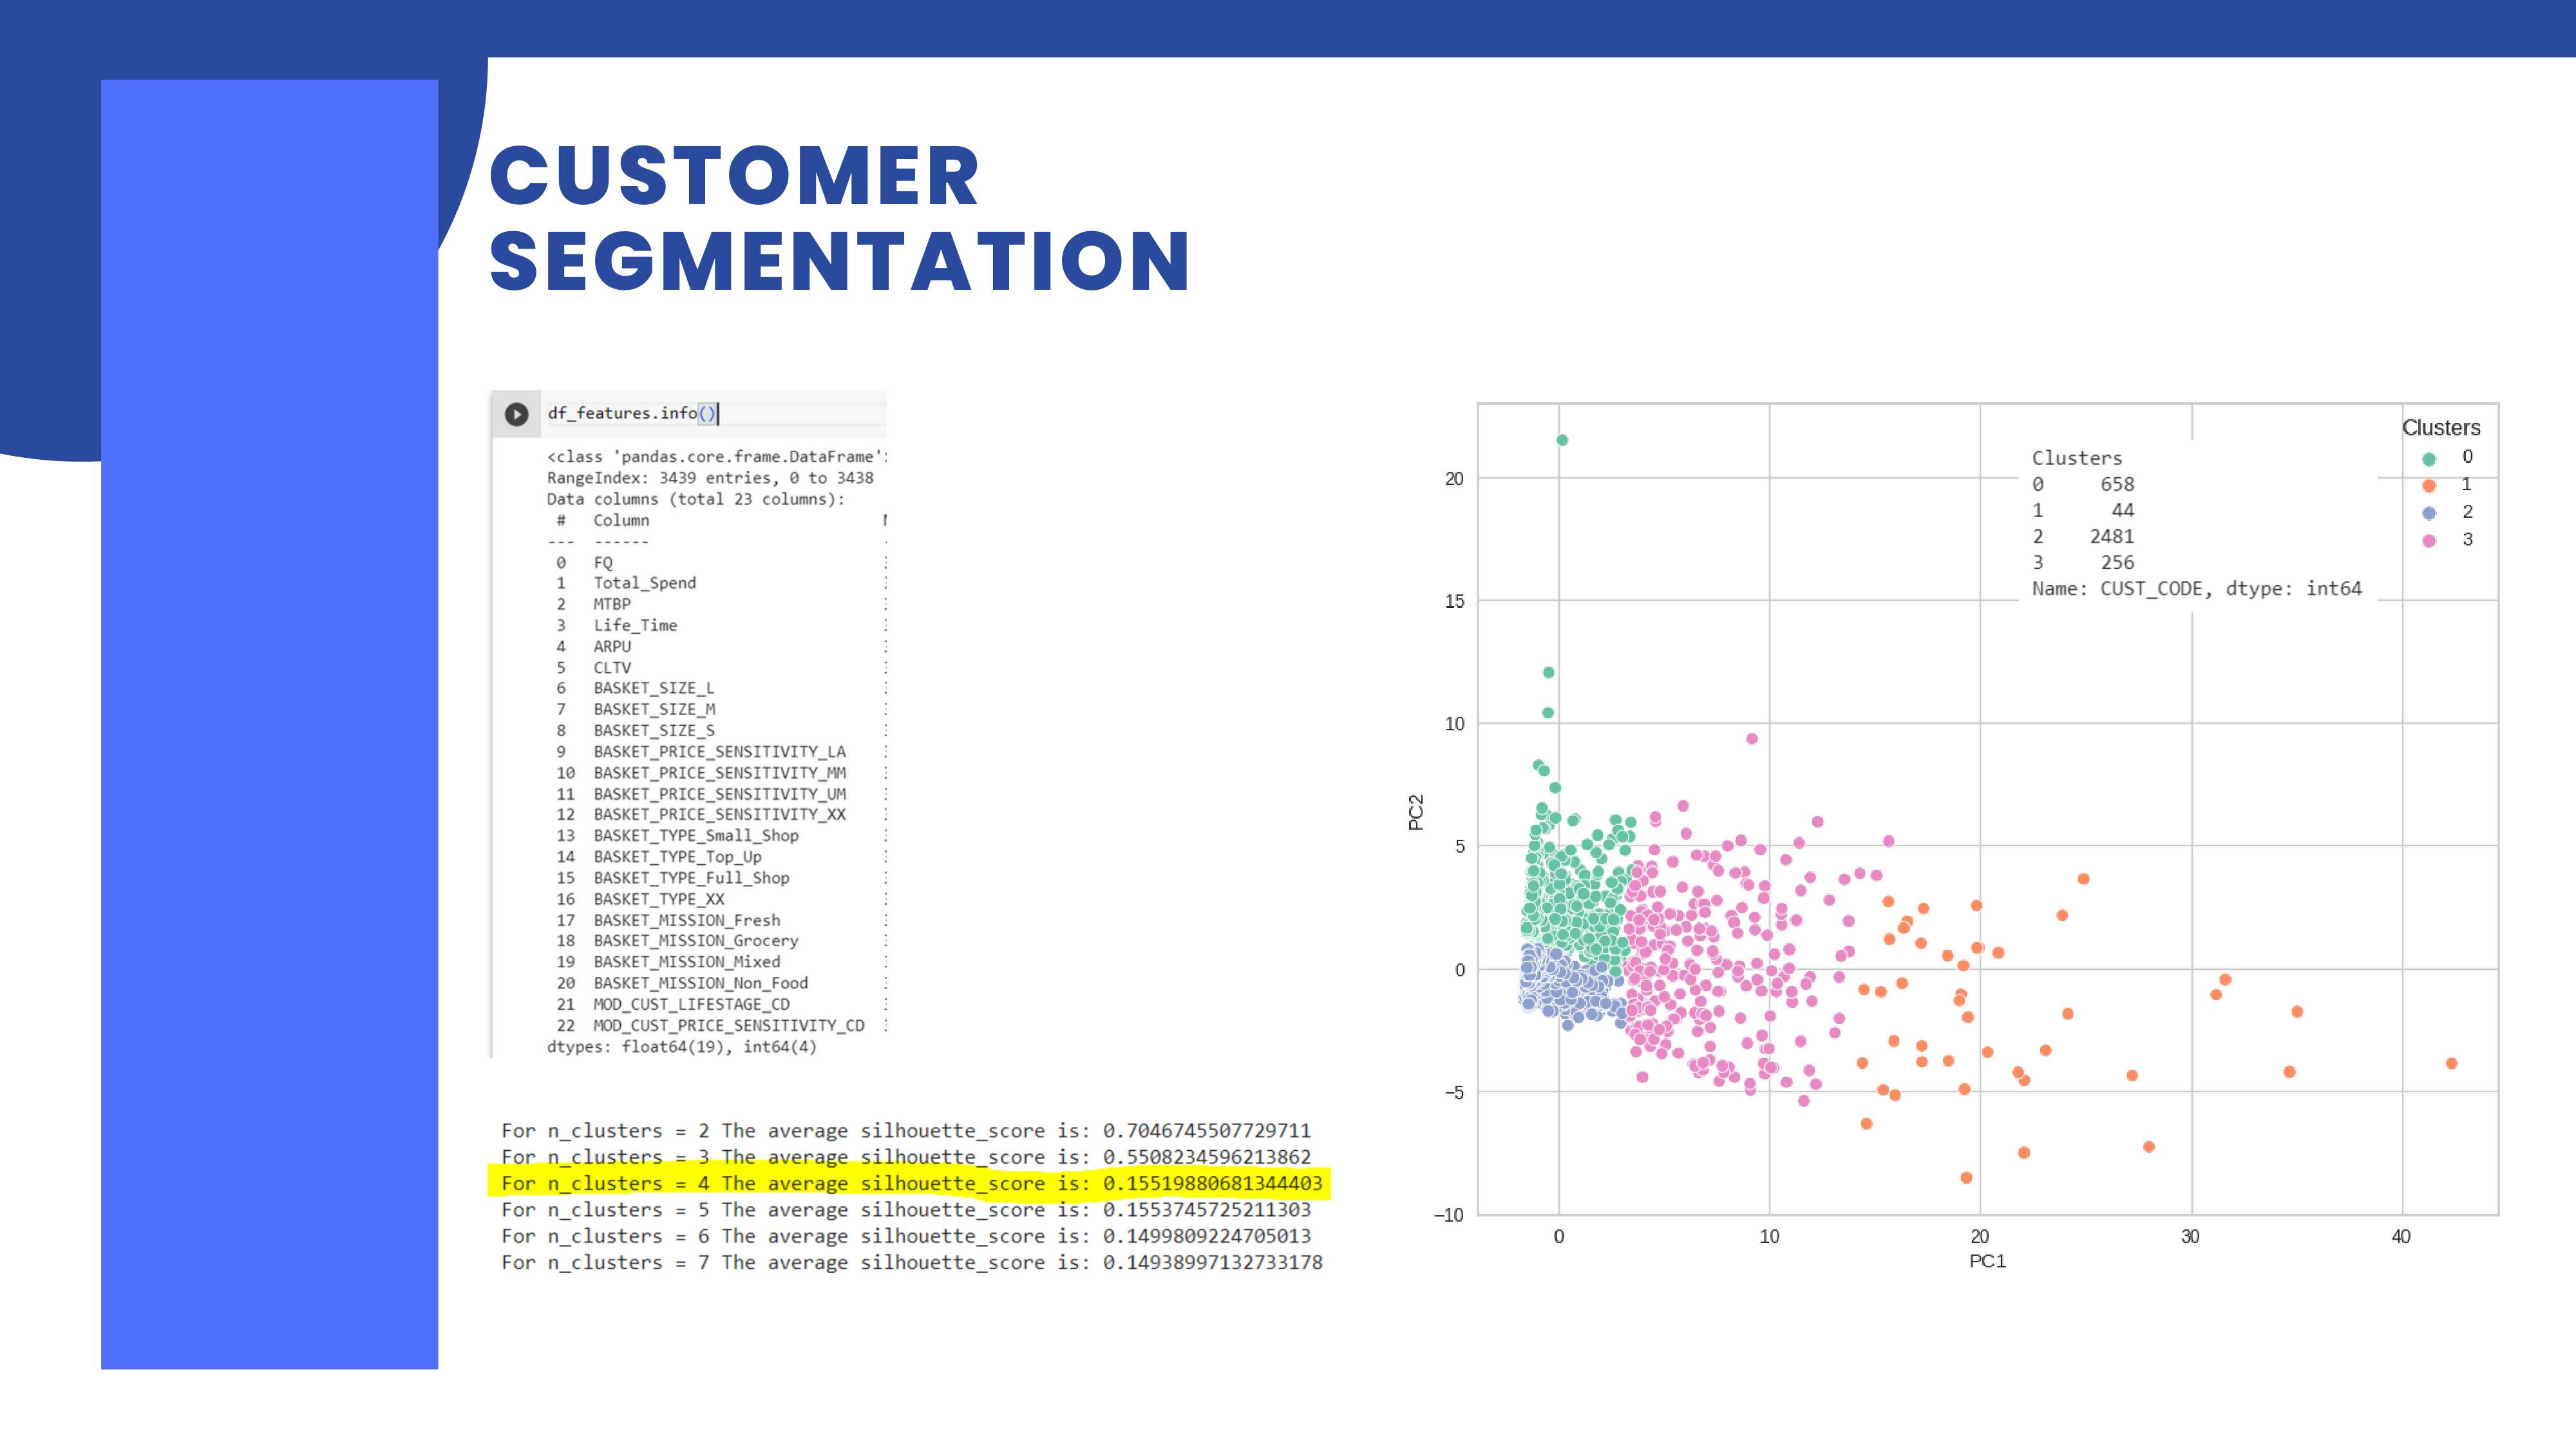 CUSTOMER
SEGMENTATION
df_features.info()
<class 'pandas.core.frame.DataFrame'>
RangeIndex: 3439 entries, 0 to 3438
Data columns (total 23 columns):
# Column
--- ------
0 FQ
1 Total_Spend
2 MTBP
3 Life_Time
4 ARPU
5 CLTV
6 BASKET_SIZE_L
7 BASKET_SIZE_M
8 BASKET_SIZE_S
9 BASKET_PRICE_SENSITIVITY_LA
10 BASKET_PRICE_SENSITIVITY_MM
11 BASKET_PRICE_SENSITIVITY_UM
12 BASKET_PRICE_SENSITIVITY_XX
13 BASKET_TYPE_Small_Shop
14 BASKET_TYPE_Top_Up
15 BASKET_TYPE_Full_Shop
16 BASKET_TYPE_XX
17 BASKET_MISSION_Fresh
18 BASKET_MISSION_Grocery
19 BASKET_MISSION_Mixed
20 BASKET_MISSION_Non_Food
21 MOD_CUST_LIFESTAGE_CD
22 MOD_CUST_PRICE_SENSITIVITY_CD
dtypes: float64(19), int64(4)
For n_clusters = 2 The average silhouette_score is: 0.7046745507729711
For n_clusters = 3 The average silhouette_score is: 0.5508234596213862
For n_clusters = 4 The average silhouette_score is: 0.15519880681344403
For n_clusters = 5 The average silhouette_score is: 0.1553745725211303
For n_clusters = 6 The average silhouette_score is: 0.1499809224705013
For n_clusters = 7 The average silhouette_score is: 0.14938997132733178
Clusters
0
1
2
3
Clusters
0 658
1 44
2 2481
3 256
Name: CUST_CODE, dtype: int64
20
15
10
5
0
−5
−10
PC2
0 10 20 30 40
PC1